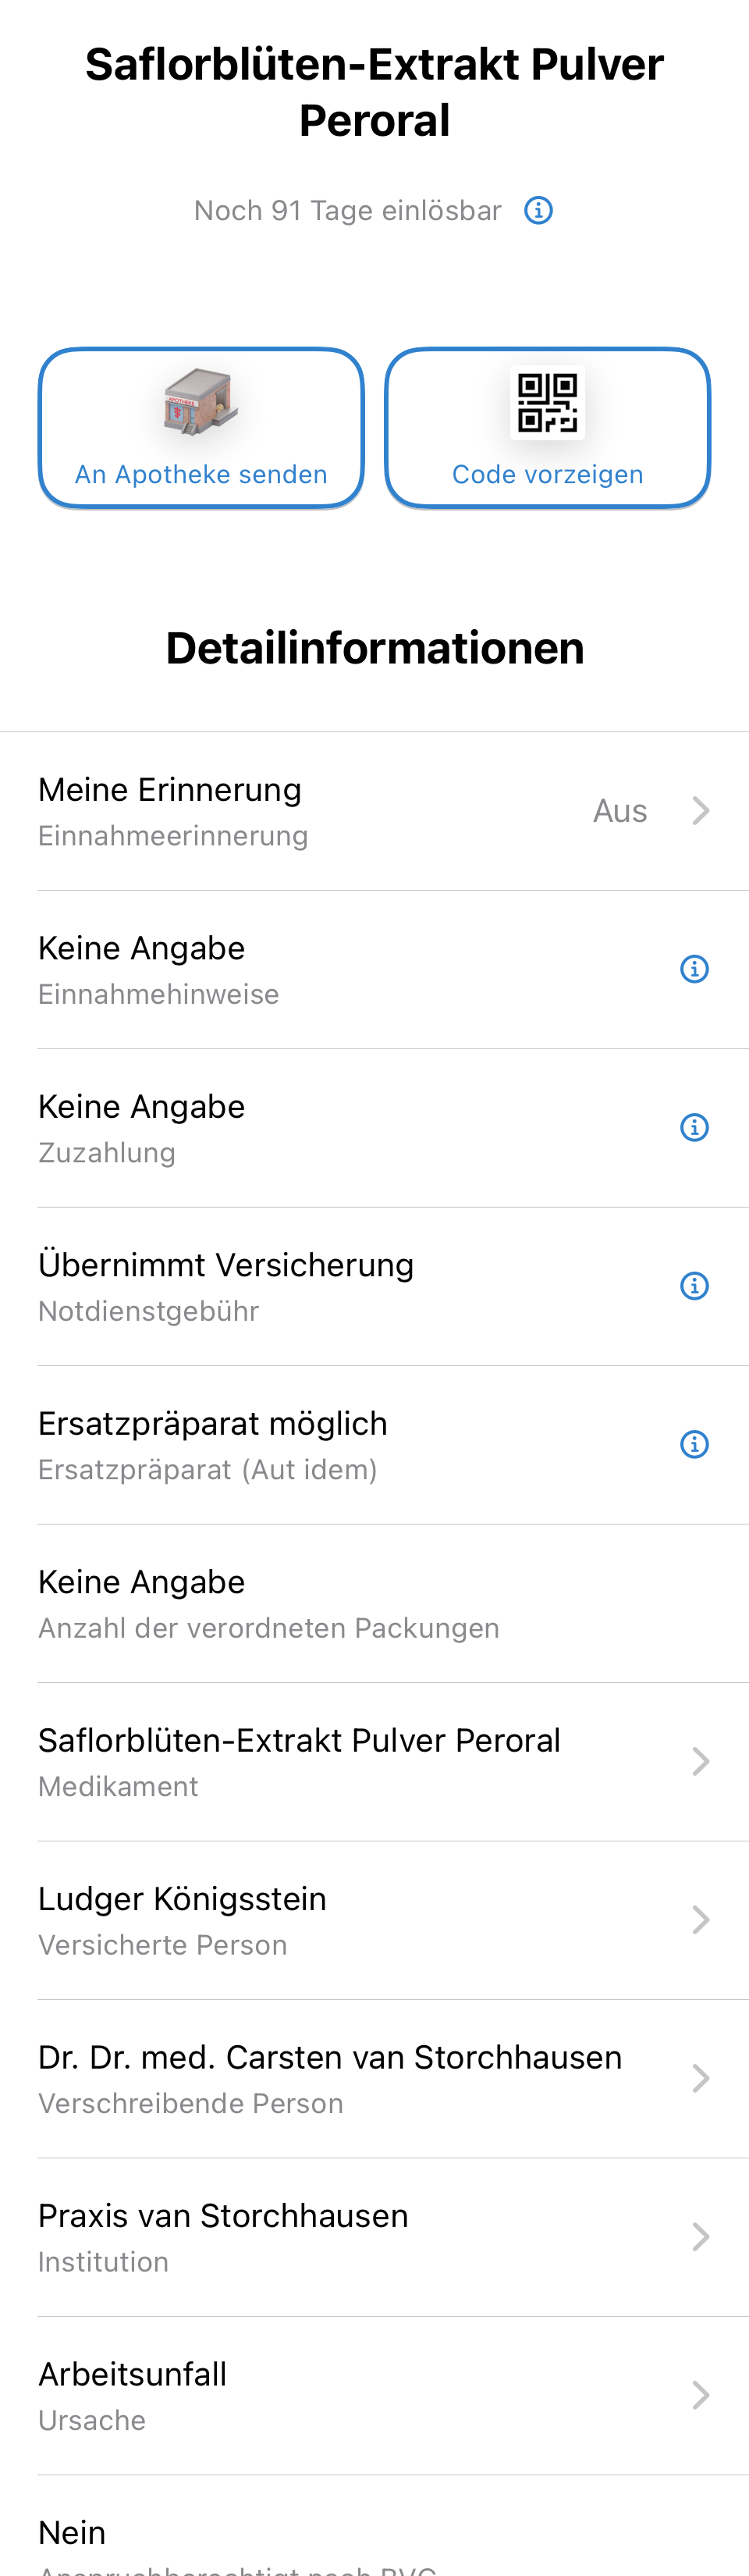 Saflorblüten-Extrakt Pulver
Peroral
Noch 91 Tage einlösbar
APOTHEKE
An Apotheke senden
Code vorzeigen
Detailinformationen
Meine Erinnerung
Aus
Einnahmeerinnerung
Keine Angabe
Einnahmehinweise
Keine Angabe
Zuzahlung
Übernimmt Versicherung
Notdienstgebühr
Ersatzpräparat möglich
Ersatzpräparat (Aut idem)
Keine Angabe
Anzahl der verordneten Packungen
Saflorblüten-Extrakt Pulver Peroral
Medikament
Ludger Königsstein
Versicherte Person
Dr. Dr. med. Carsten van Storchhausen
Verschreibende Person
Praxis van Storchhausen
Institution
Arbeitsunfall
Ursache
Nein
Anspruchberechtigt nach BVG